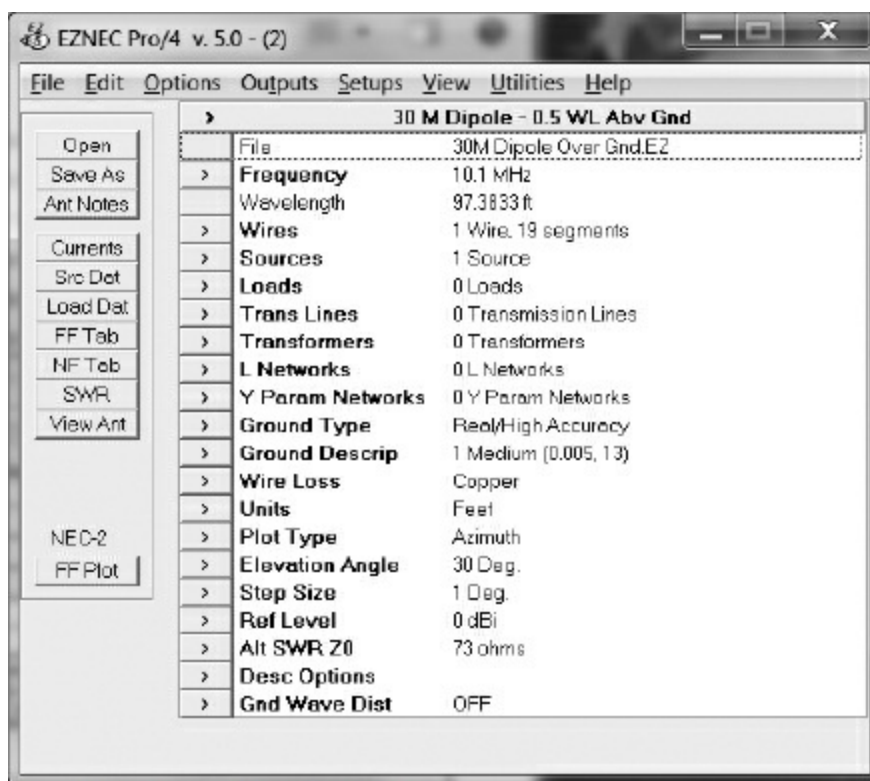 EZNEC Pro/4 v. 5.0 - (2)
File Edit Options Outputs Setups View Utilities Help
> 30 M Dipole - 0.5 WL Abv Gnd
Open
Save As
Ant Notes
Currents
Src Dat
Load Dat
FF Tab
NF Tab
SWR
View Ant
NEC-2
FF Plot
File 30M Dipole Over Gnd.EZ
> Frequency 10.1 MHz
Wavelength 97.3833 ft
> Wires 1 Wire, 19 segments
> Sources 1 Source
> Loads 0 Loads
> Trans Lines 0 Transmission Lines
> Transformers 0 Transformers
> L Networks 0 L Networks
> Y Param Networks 0 Y Param Networks
> Ground Type Real/High Accuracy
> Ground Descrip 1 Medium (0.005, 13)
> Wire Loss Copper
> Units Feet
> Plot Type Azimuth
> Elevation Angle 30 Deg.
> Step Size 1 Deg.
> Ref Level 0 dBi
> Alt SWR Z0 73 ohms
> Desc Options
> Gnd Wave Dist OFF